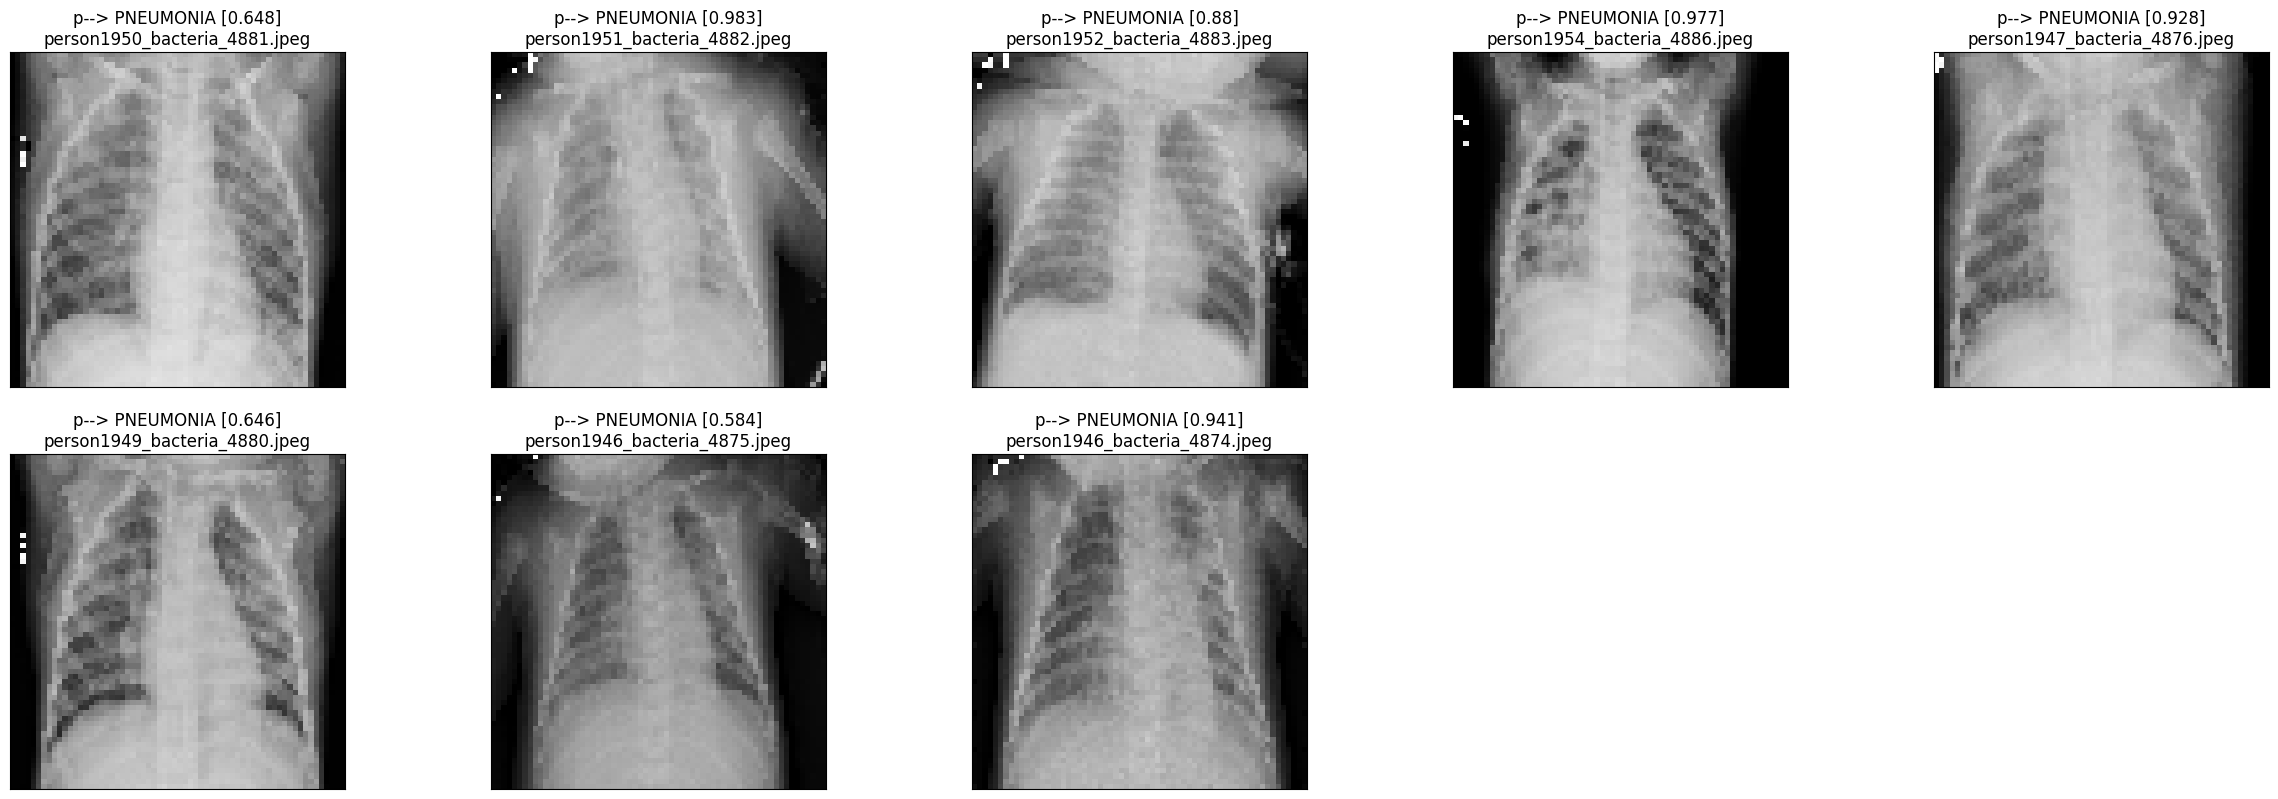 p--> PNEUMONIA [0.648]
person1950_bacteria_4881.jpeg
p--> PNEUMONIA [0.983]
person1951_bacteria_4882.jpeg
p--> PNEUMONIA [0.88]
person1952_bacteria_4883.jpeg
p--> PNEUMONIA [0.977]
person1954_bacteria_4886.jpeg
p--> PNEUMONIA [0.928]
person1947_bacteria_4876.jpeg
p--> PNEUMONIA [0.646]
person1949_bacteria_4880.jpeg
p--> PNEUMONIA [0.584]
person1946_bacteria_4875.jpeg
p--> PNEUMONIA [0.941]
person1946_bacteria_4874.jpeg